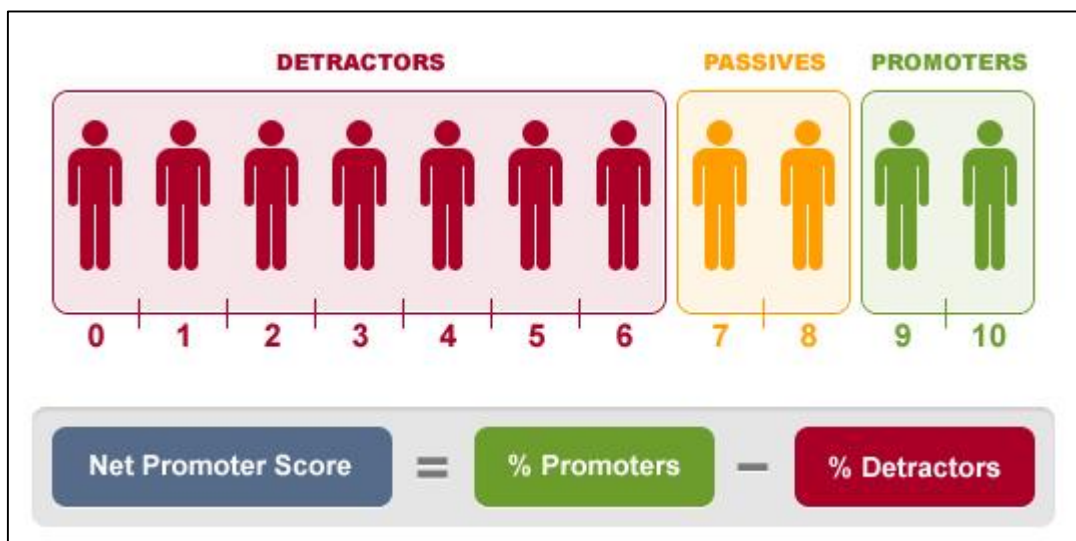 DETRACTORS PASSIVES PROMOTERS
0 1 2 3 4 5 6 7 8 9 10
Net Promoter Score = % Promoters − % Detractors